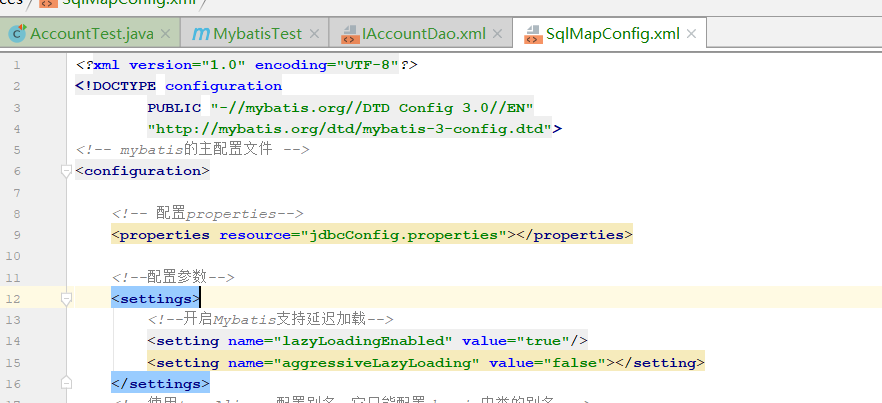 ces SqlMapConfig.xml
AccountTest.java MybatisTest IAccountDao.xml SqlMapConfig.xml
1 <?xml version="1.0" encoding="UTF-8"?>
2 <!DOCTYPE configuration
3 PUBLIC "-//mybatis.org//DTD Config 3.0//EN"
4 "http://mybatis.org/dtd/mybatis-3-config.dtd">
5 <!-- mybatis的主配置文件 -->
6 <configuration>
7
8 <!-- 配置properties-->
9 <properties resource="jdbcConfig.properties"></properties>
10
11 <!--配置参数-->
12 <settings>
13 <!--开启Mybatis支持延迟加载-->
14 <setting name="lazyLoadingEnabled" value="true"/>
15 <setting name="aggressiveLazyLoading" value="false"></setting>
16 </settings>